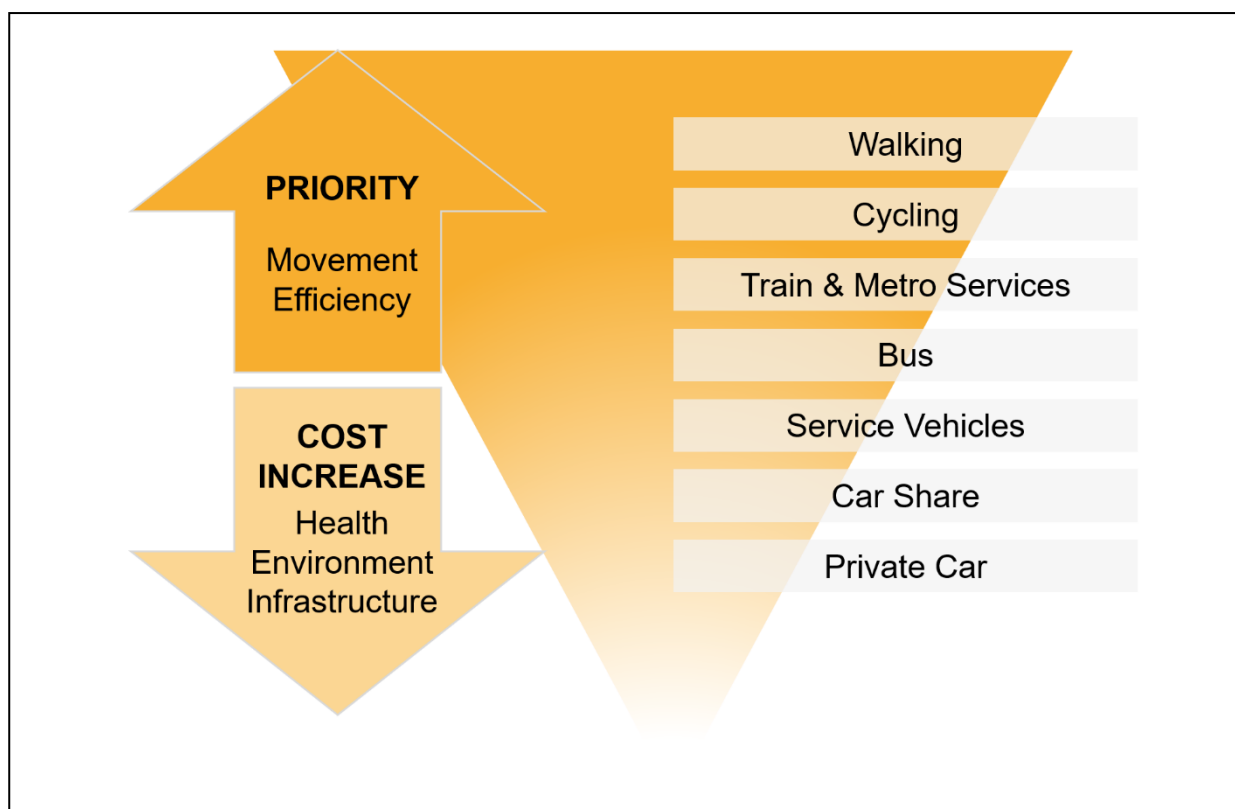 PRIORITY
Movement
Efficiency
COST
INCREASE
Health
Environment
Infrastructure
Walking
Cycling
Train & Metro Services
Bus
Service Vehicles
Car Share
Private Car